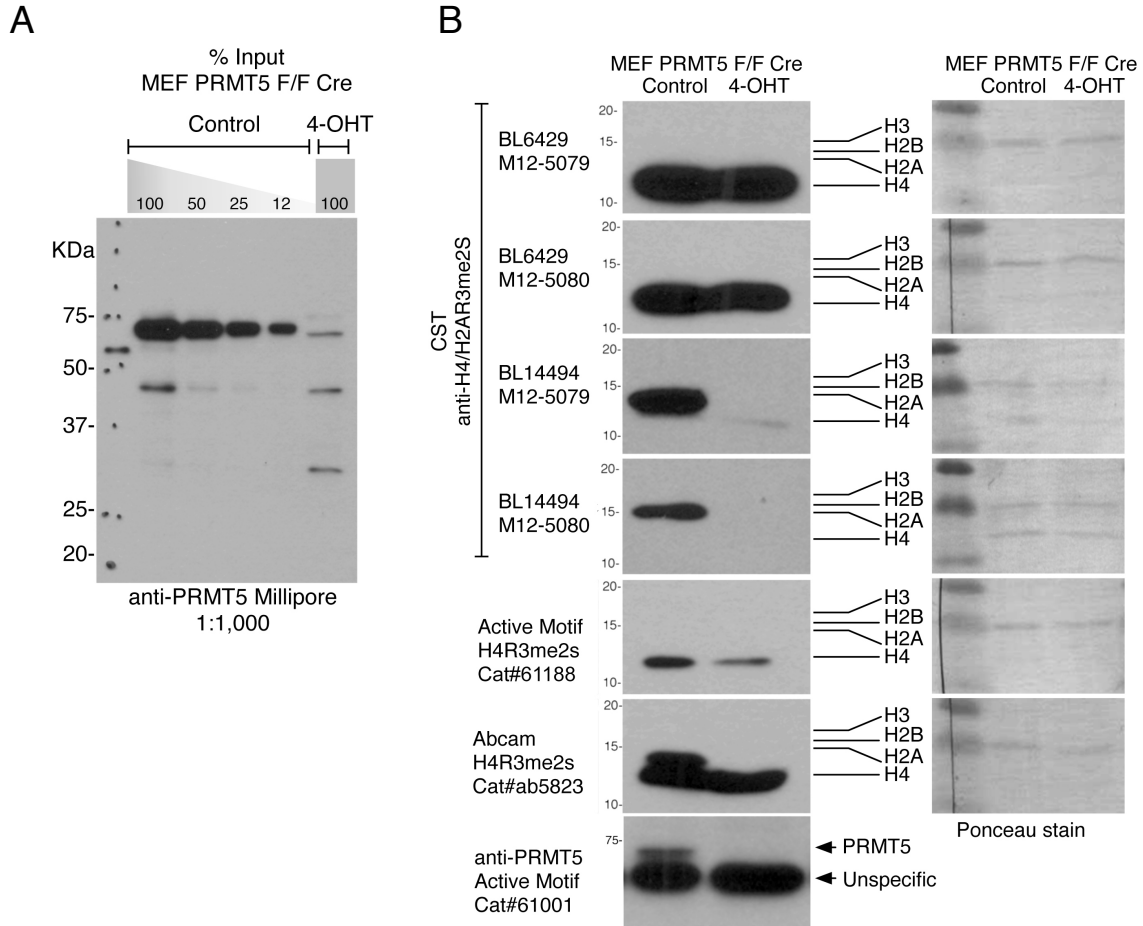 A
% Input
MEF PRMT5 F/F Cre
Control
4-OHT
100
50
25
12
100
KDa
75-
50-
37-
25-
20-
anti-PRMT5 Millipore
1:1,000
B
MEF PRMT5 F/F Cre
Control
4-OHT
MEF PRMT5 F/F Cre
Control
4-OHT
CST
anti-H4/H2AR3me2S
BL6429
M12-5079
20-
15-
10-
H3
H2B
H2A
H4
BL6429
M12-5080
20-
15-
10-
H3
H2B
H2A
H4
BL14494
M12-5079
20-
15-
10-
H3
H2B
H2A
H4
BL14494
M12-5080
20-
15-
10-
H3
H2B
H2A
H4
Active Motif
H4R3me2s
Cat#61188
20-
15-
10-
H3
H2B
H2A
H4
Abcam
H4R3me2s
Cat#ab5823
20-
15-
10-
H3
H2B
H2A
H4
Ponceau stain
anti-PRMT5
Active Motif
Cat#61001
75-
PRMT5
Unspecific